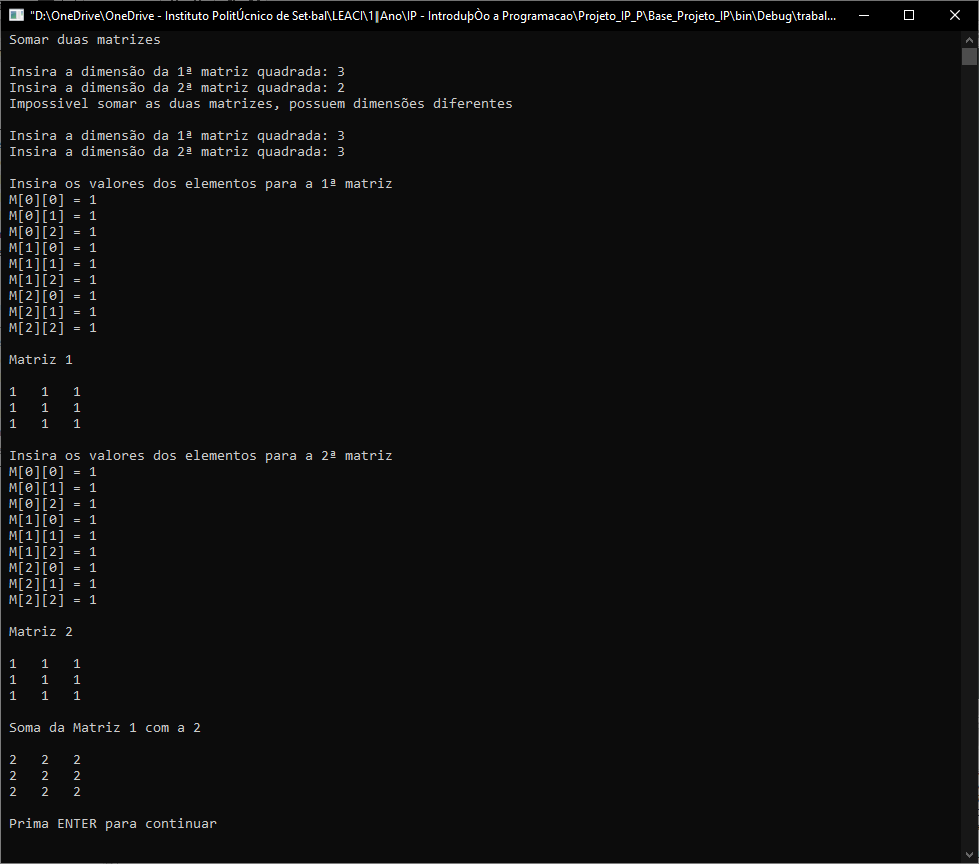 "D:\OneDrive\OneDrive - Instituto PolitÚcnico de Set·bal\LEACI\1║Ano\IP - IntroduþÒo a Programacao\Projeto_IP_P\Base_Projeto_IP\bin\Debug\trabal...
Somar duas matrizes
Insira a dimensão da 1ª matriz quadrada: 3
Insira a dimensão da 2ª matriz quadrada: 2
Impossivel somar as duas matrizes, possuem dimensões diferentes
Insira a dimensão da 1ª matriz quadrada: 3
Insira a dimensão da 2ª matriz quadrada: 3
Insira os valores dos elementos para a 1ª matriz
M[0][0] = 1
M[0][1] = 1
M[0][2] = 1
M[1][0] = 1
M[1][1] = 1
M[1][2] = 1
M[2][0] = 1
M[2][1] = 1
M[2][2] = 1
Matriz 1
1   1   1
1   1   1
1   1   1
Insira os valores dos elementos para a 2ª matriz
M[0][0] = 1
M[0][1] = 1
M[0][2] = 1
M[1][0] = 1
M[1][1] = 1
M[1][2] = 1
M[2][0] = 1
M[2][1] = 1
M[2][2] = 1
Matriz 2
1   1   1
1   1   1
1   1   1
Soma da Matriz 1 com a 2
2   2   2
2   2   2
2   2   2
Prima ENTER para continuar